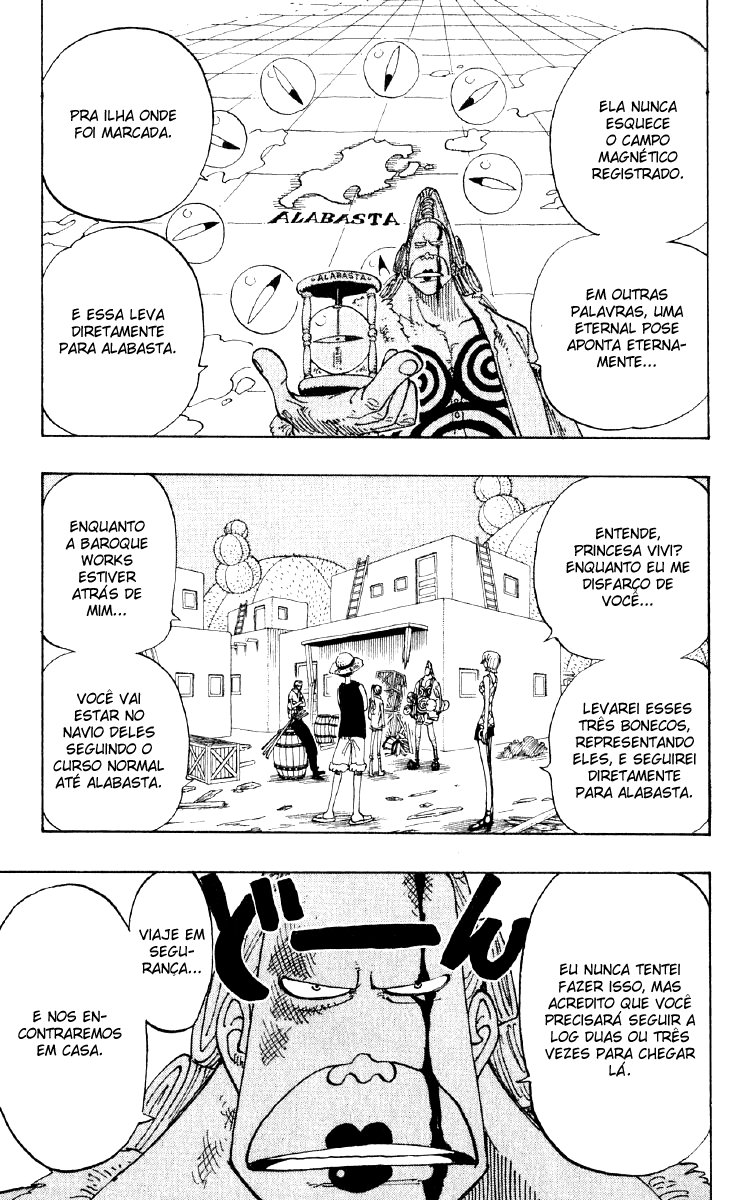 ELA NUNCA
ESQUECE
O CAMPO
MAGNÉTICO
REGISTRADO.
EM OUTRAS
PALAVRAS, UMA
ETERNAL POSE
APONTA ETERNA-
MENTE...
PRA ILHA ONDE
FOI MARCADA.
E ESSA LEVA
DIRETAMENTE
PARA ALABASTA.
ALABASTA
ALABASTA
ENTENDE,
PRINCESA VIVI?
ENQUANTO EU ME
DISFARÇO DE
VOCÊ...
LEVAREI ESSES
TRÊS BONECOS,
REPRESENTANDO
ELES, E SEGUIREI
DIRETAMENTE
PARA ALABASTA.
ENQUANTO
A BAROQUE
WORKS
ESTIVER
ATRÁS DE
MIM...
VOCÊ VAI
ESTAR NO
NAVIO DELES
SEGUINDO O
CURSO NORMAL
ATÉ ALABASTA.
EU NUNCA TENTEI
FAZER ISSO, MAS
ACREDITO QUE VOCÊ
PRECISARÁ SEGUIR A
LOG DUAS OU TRÊS
VEZES PARA CHEGAR
LÁ.
どーん
VIAJE EM
SEGU-
RANÇA...
E NOS EN-
CONTRAREMOS
EM CASA.